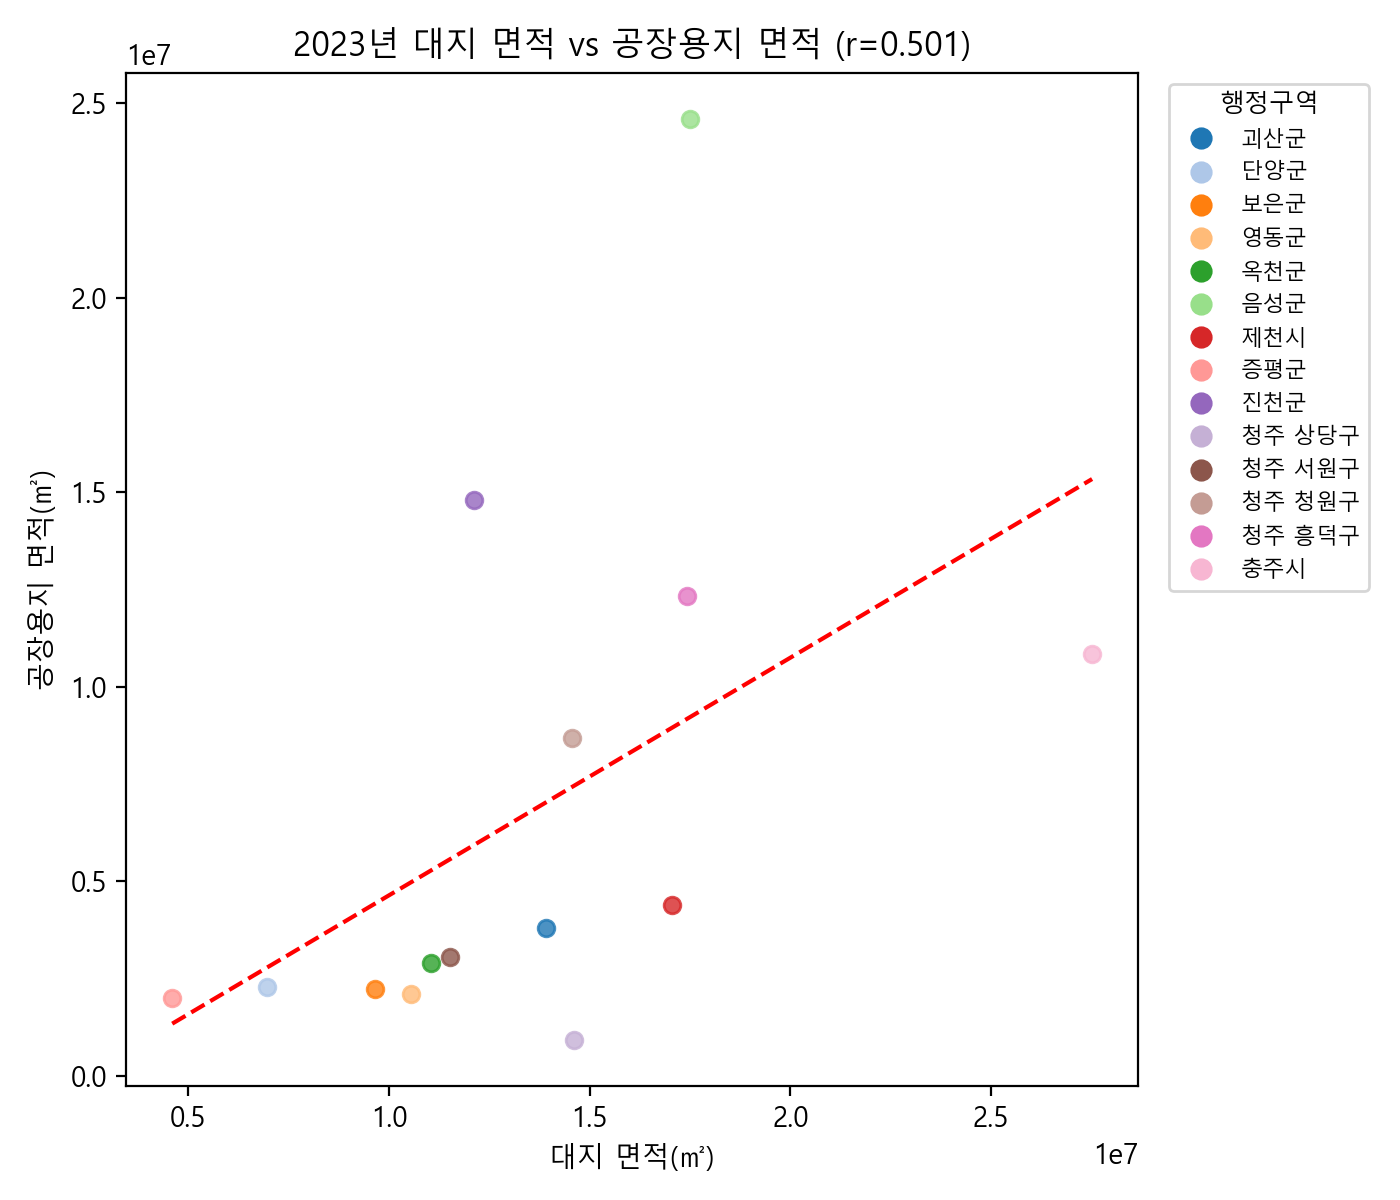 2023년 대지 면적 vs 공장용지 면적 (r=0.501)
1e7
2.5
2.0
1.5
1.0
0.5
0.0
공장용지 면적(㎡)
0.5 1.0 1.5 2.0 2.5
1e7
대지 면적(㎡)
행정구역
괴산군
단양군
보은군
영동군
옥천군
음성군
제천시
증평군
진천군
청주 상당구
청주 서원구
청주 청원구
청주 흥덕구
충주시